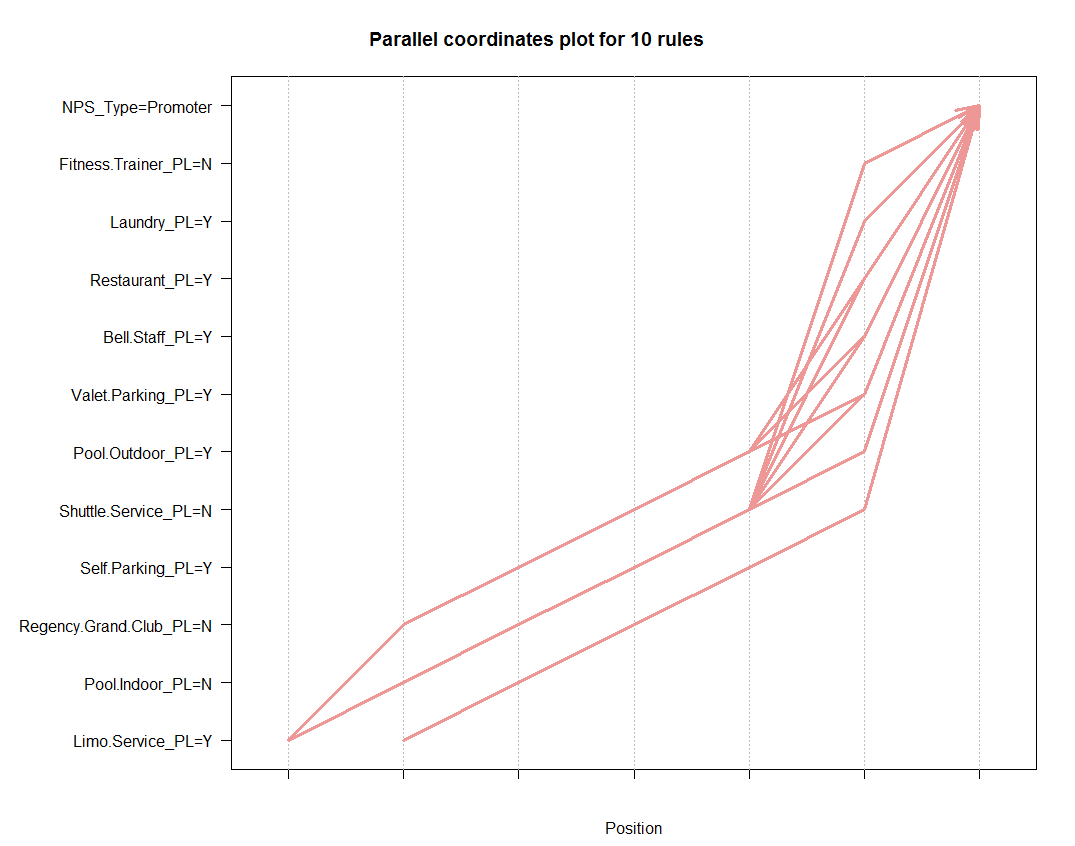 Parallel coordinates plot for 10 rules
NPS_Type=Promoter
Fitness.Trainer_PL=N
Laundry_PL=Y
Restaurant_PL=Y
Bell.Staff_PL=Y
Valet.Parking_PL=Y
Pool.Outdoor_PL=Y
Shuttle.Service_PL=N
Self.Parking_PL=Y
Regency.Grand.Club_PL=N
Pool.Indoor_PL=N
Limo.Service_PL=Y
Position